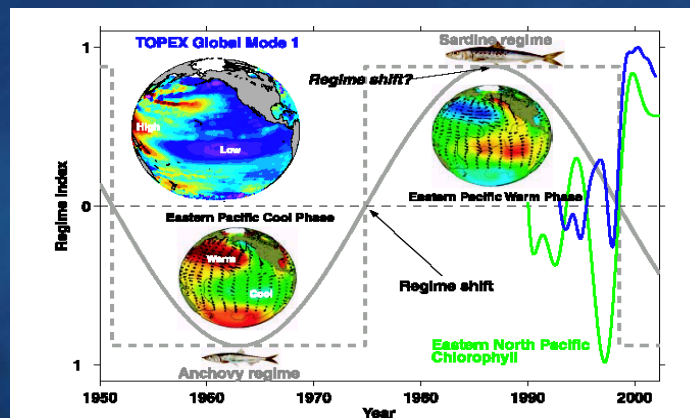 TOPEX Global Mode 1
Sardine regime
Regime shift?
High
Low
Eastern Pacific Cool Phase
Eastern Pacific Warm Phase
Warm
Cool
Regime shift
Eastern North Pacific
Chlorophyll
Anchovy regime
Regime Index
1
0
1
1950
1960
1970
1980
1990
2000
Year